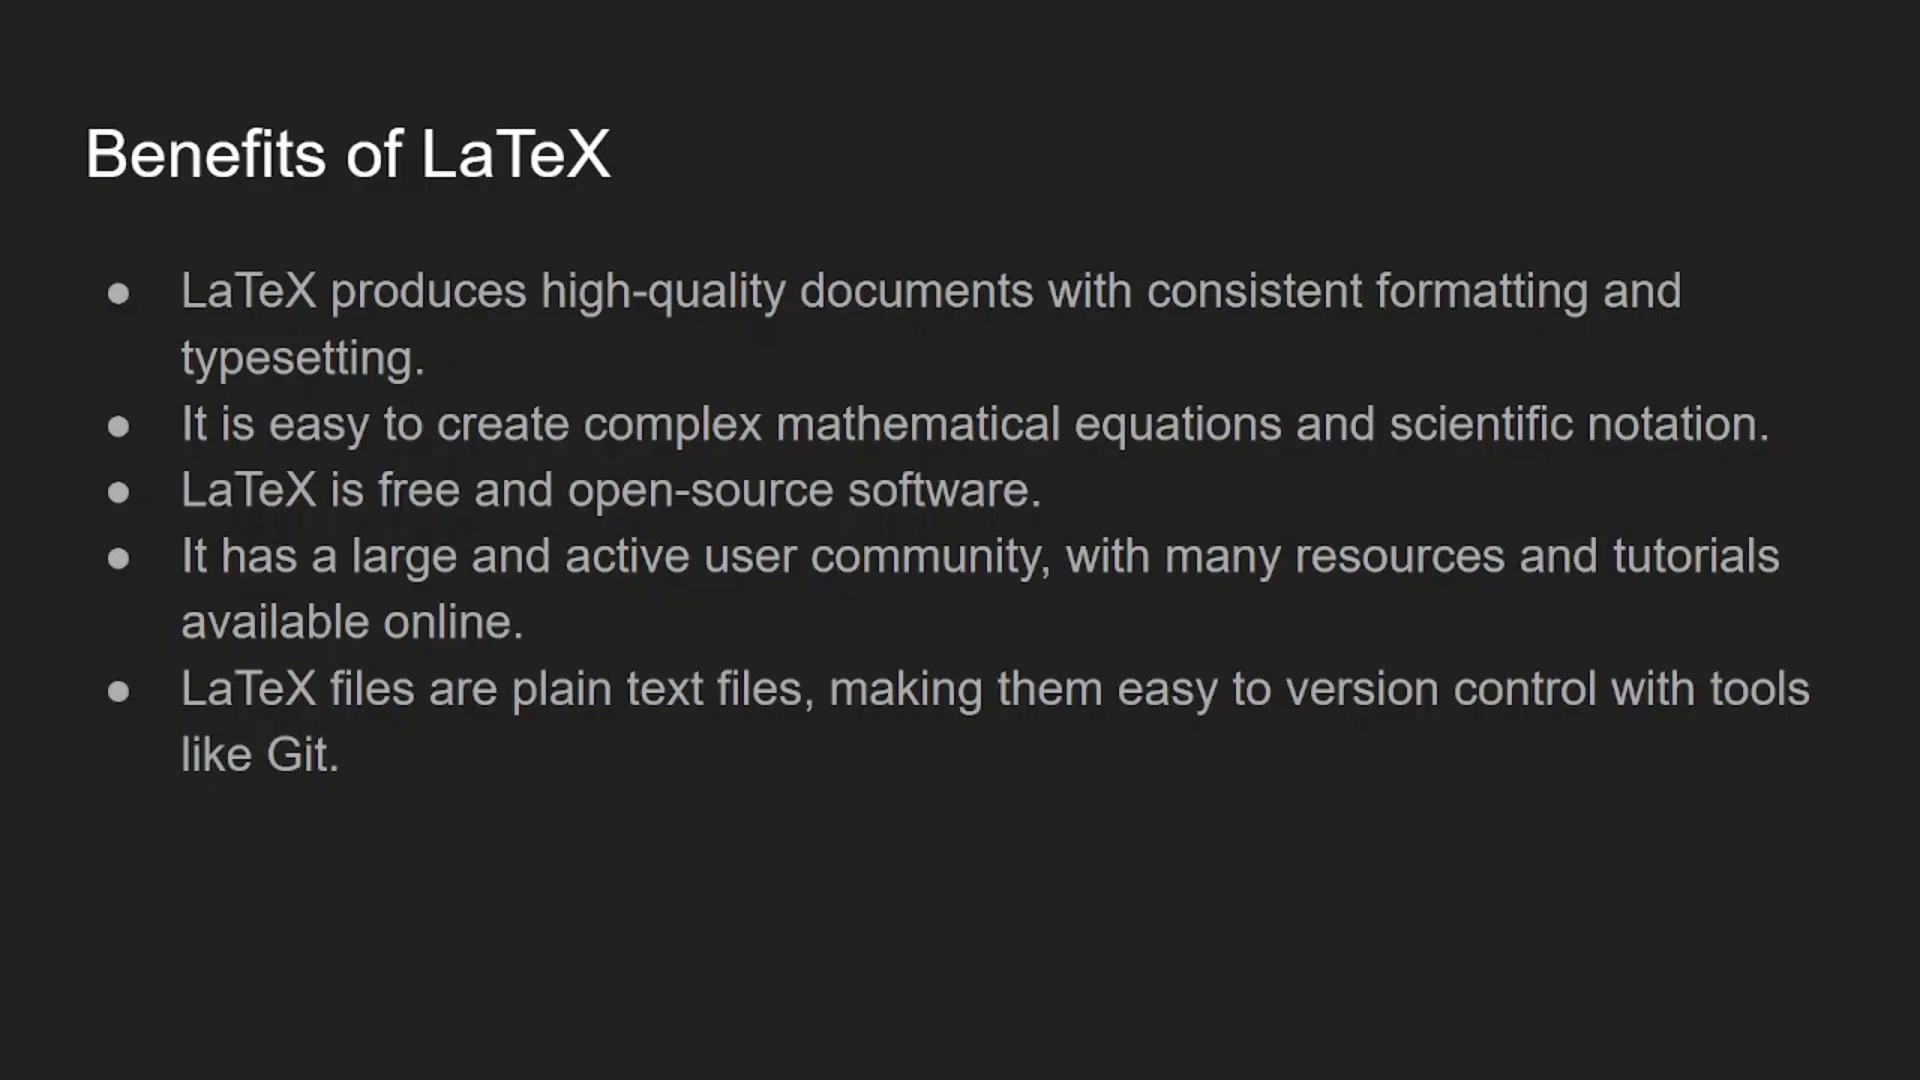 Benefits of LaTeX
● LaTeX produces high-quality documents with consistent formatting and
typesetting.
● It is easy to create complex mathematical equations and scientific notation.
● LaTeX is free and open-source software.
● It has a large and active user community, with many resources and tutorials
available online.
● LaTeX files are plain text files, making them easy to version control with tools
like Git.